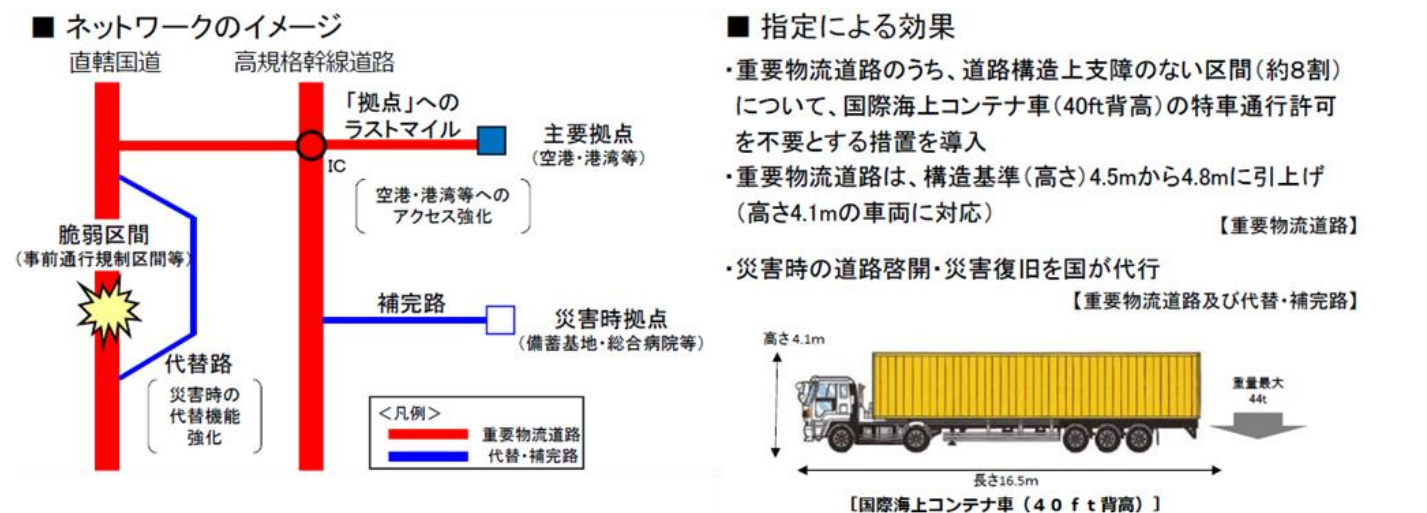 ■ ネットワークのイメージ
直轄国道
高規格幹線道路
「拠点」への
ラストマイル
主要拠点
(空港・港湾等)
IC
空港・港湾等への
アクセス強化
脆弱区間
(事前通行規制区間等)
補完路
災害時拠点
(備蓄基地・総合病院等)
代替路
災害時の
代替機能
強化
<凡例>
重要物流道路
代替・補完路
■ 指定による効果
・重要物流道路のうち、道路構造上支障のない区間(約8割)
について、国際海上コンテナ車(40ft背高)の特車通行許可
を不要とする措置を導入
・重要物流道路は、構造基準(高さ)4.5mから4.8mに引上げ
(高さ4.1mの車両に対応)
【重要物流道路】
・災害時の道路啓開・災害復旧を国が代行
【重要物流道路及び代替・補完路】
高さ4.1m
重量最大
44t
長さ16.5m
[国際海上コンテナ車(40ft背高)]